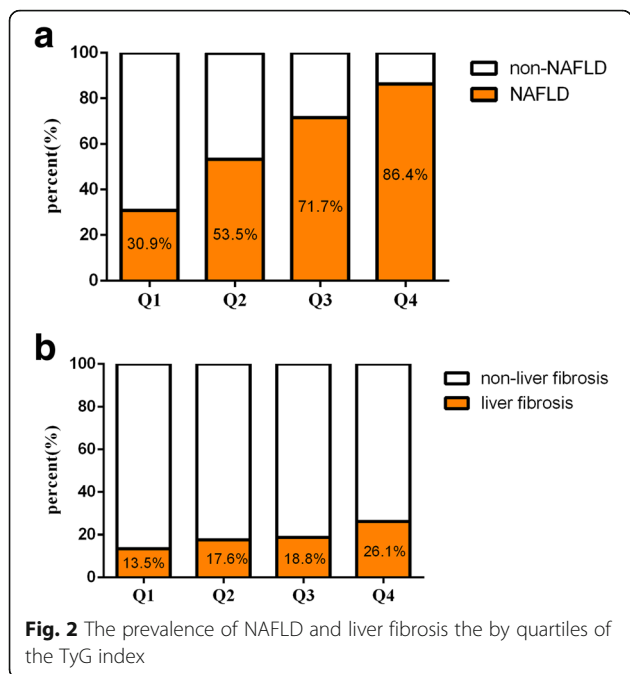 a
100
80
60
40
20
0
percent(%)
30.9%
53.5%
71.7%
86.4%
Q1 Q2 Q3 Q4
non-NAFLD
NAFLD
b
100
80
60
40
20
0
percent(%)
13.5%
17.6%
18.8%
26.1%
Q1 Q2 Q3 Q4
non-liver fibrosis
liver fibrosis
Fig. 2 The prevalence of NAFLD and liver fibrosis the by quartiles of
the TyG index